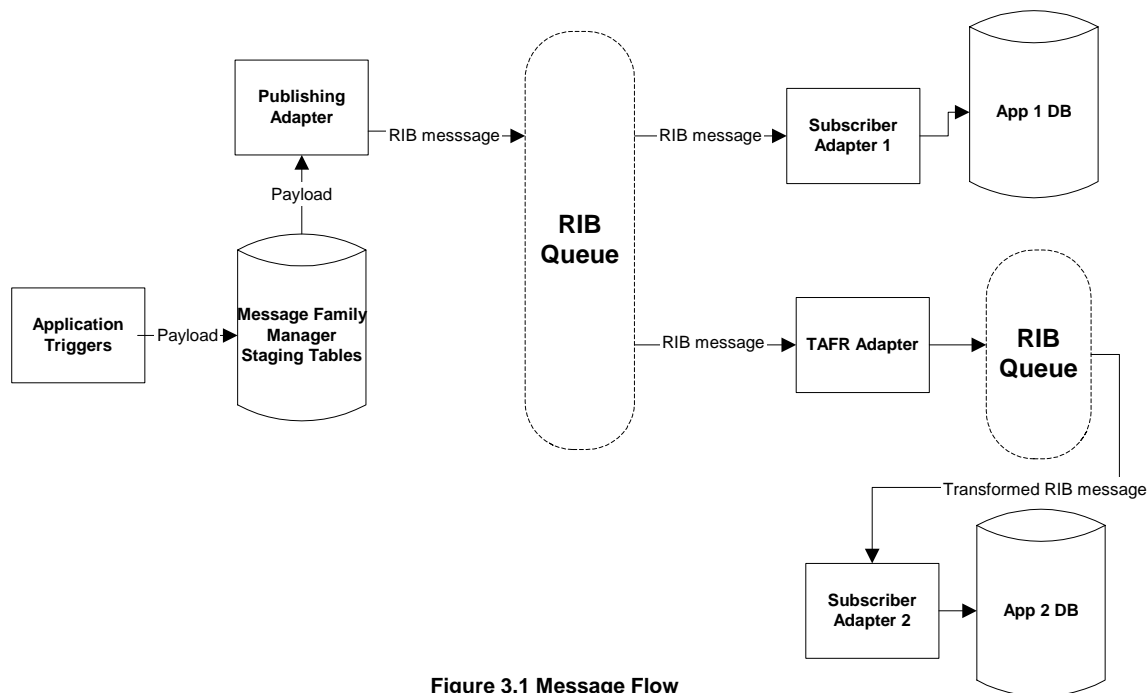 Publishing
Adapter
RIB messsage
RIB message
Subscriber
Adapter 1
App 1 DB
Payload
RIB
Queue
Application
Triggers
Payload
Message Family
Manager
Staging Tables
RIB message
TAFR Adapter
RIB
Queue
Transformed RIB message
Subscriber
Adapter 2
App 2 DB
Figure 3.1 Message Flow